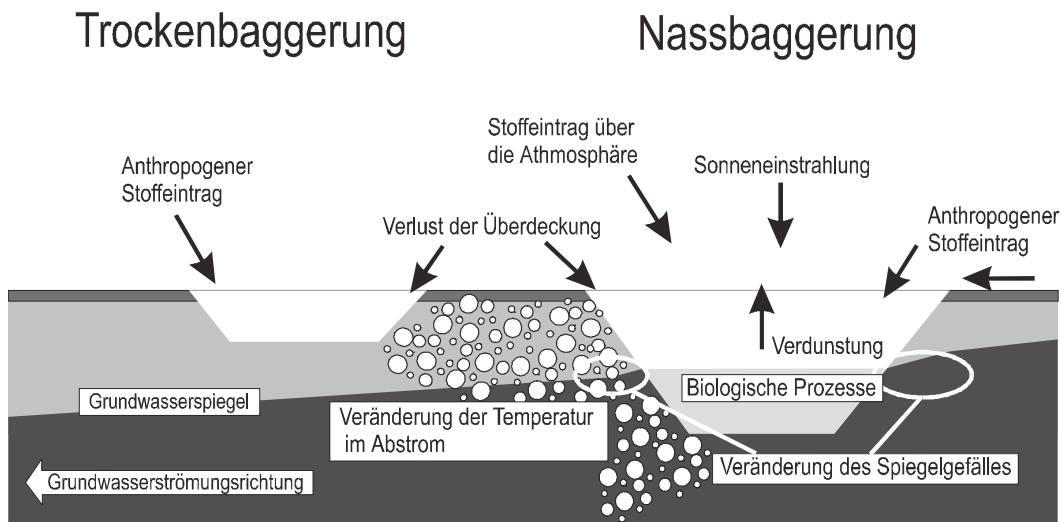 Trockenbaggerung
Nassbaggerung
Stoffeintrag über
die Athmosphäre
Sonneneinstrahlung
Anthropogener
Stoffeintrag
Verlust der Überdeckung
Anthropogener
Stoffeintrag
Verdunstung
Biologische Prozesse
Grundwasserspiegel
Veränderung der Temperatur
im Abstrom
Veränderung des Spiegelgefälles
Grundwasserströmungsrichtung